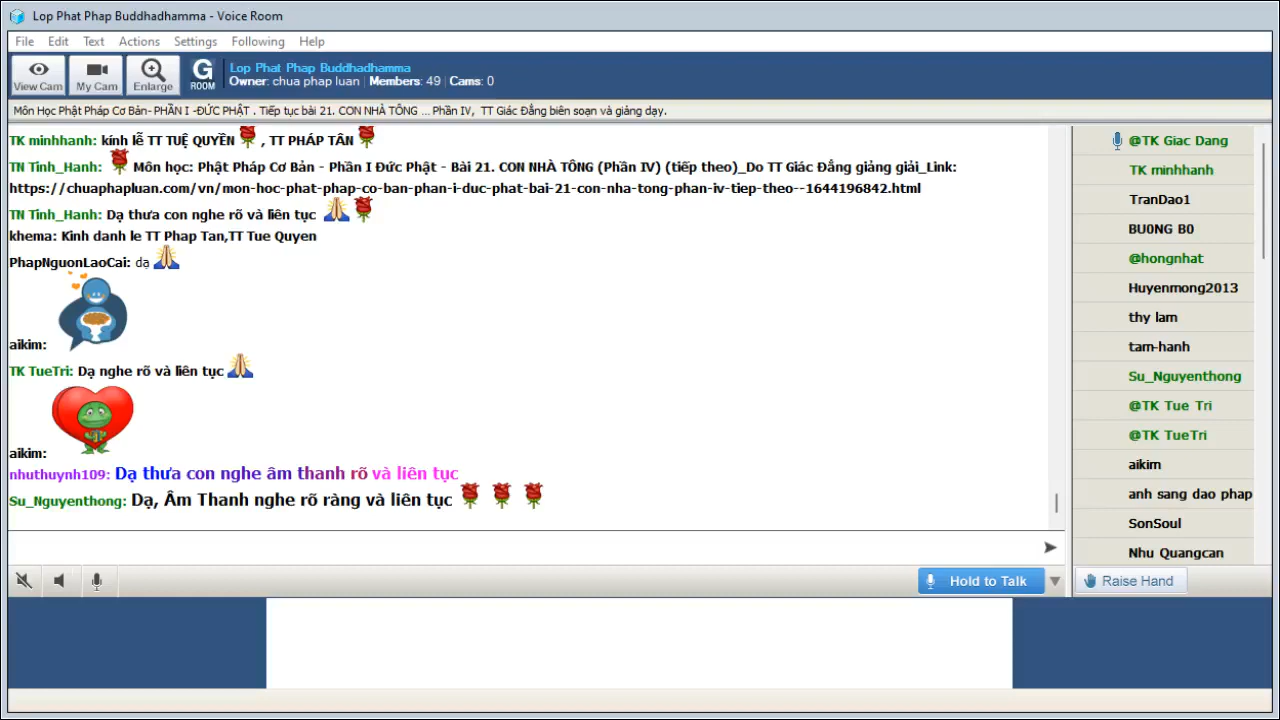 Lop Phat Phap Buddhadhamma - Voice Room
File Edit Text Actions Settings Following Help
View Cam My Cam Enlarge G ROOM
Lop Phat Phap Buddhadhamma
Owner: chua phap luan Members: 49 Cams: 0
Môn Học Phật Pháp Cơ Bản- PHẦN I -ĐỨC PHẬT . Tiếp tục bài 21. CON NHÀ TÔNG ... Phần IV, TT Giác Đẳng biên soạn và giảng dạy.
TK minhhanh: kính lễ TT TUỆ QUYỀN , TT PHÁP TÂN
TN Tinh_Hanh: Môn học: Phật Pháp Cơ Bản - Phần I Đức Phật - Bài 21. CON NHÀ TÔNG (Phần IV) (tiếp theo)_Do TT Giác Đẳng giảng giải_Link:
https://chuaphapluan.com/vn/mon-hoc-phat-phap-co-ban-phan-i-duc-phat-bai-21-con-nha-tong-phan-iv-tiep-theo--1644196842.html
TN Tinh_Hanh: Dạ thưa con nghe rõ và liên tục
khema: Kinh danh le TT Phap Tan,TT Tue Quyen
PhapNguonLaoCai: dạ
aikim:
TK TueTri: Dạ nghe rõ và liên tục
aikim:
nhuthuynh109: Dạ thưa con nghe âm thanh rõ và liên tục
Su_Nguyenthong: Dạ, Âm Thanh nghe rõ ràng và liên tục
@TK Giac Dang
TK minhhanh
TranDao1
BU0NG B0
@hongnhat
Huyenmong2013
thy lam
tam-hanh
Su_Nguyenthong
@TK Tue Tri
@TK TueTri
aikim
anh sang dao phap
SonSoul
Nhu Quangcan
Hold to Talk
Raise Hand